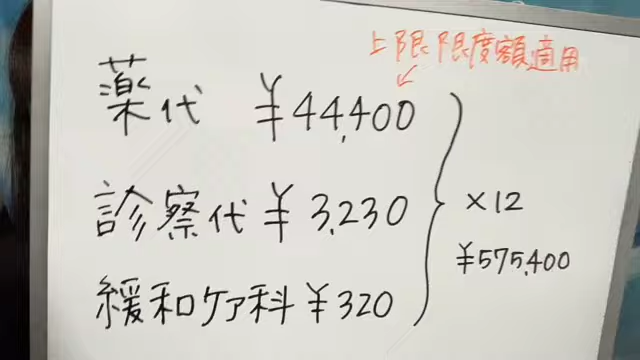 上限 限度額適用
薬代 ¥44,400
診察代 ¥3,230
緩和ケア科 ¥320
×12
¥575,400